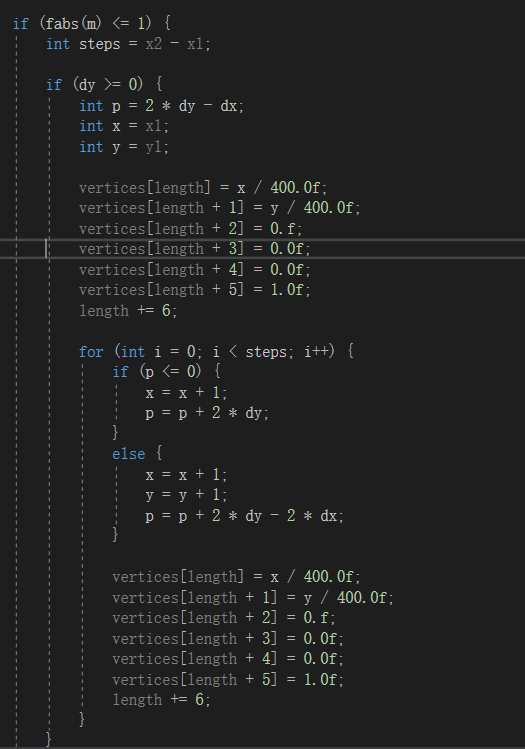 if (fabs(m) <= 1) {
    int steps = x2 - x1;

    if (dy >= 0) {
        int p = 2 * dy - dx;
        int x = x1;
        int y = y1;

        vertices[length] = x / 400.0f;
        vertices[length + 1] = y / 400.0f;
        vertices[length + 2] = 0.f;
        vertices[length + 3] = 0.0f;
        vertices[length + 4] = 0.0f;
        vertices[length + 5] = 1.0f;
        length += 6;

        for (int i = 0; i < steps; i++) {
            if (p <= 0) {
                x = x + 1;
                p = p + 2 * dy;
            }
            else {
                x = x + 1;
                y = y + 1;
                p = p + 2 * dy - 2 * dx;
            }

            vertices[length] = x / 400.0f;
            vertices[length + 1] = y / 400.0f;
            vertices[length + 2] = 0.f;
            vertices[length + 3] = 0.0f;
            vertices[length + 4] = 0.0f;
            vertices[length + 5] = 1.0f;
            length += 6;
        }
    }